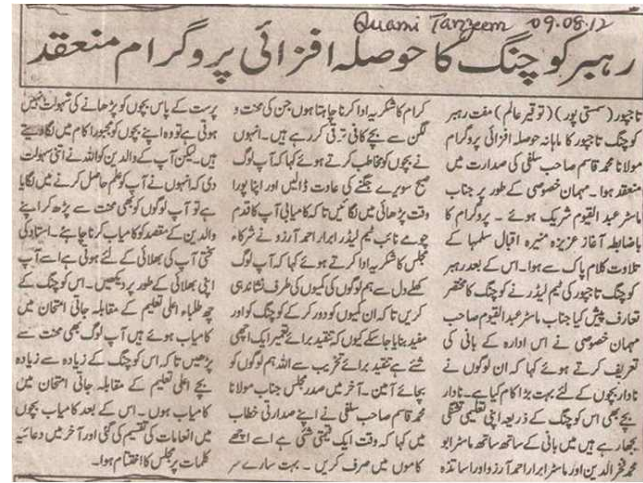 Quami Tanzeem 09.08.12
رہبر کوچنگ کا حوصلہ افزائی پروگرام منعقد
تاجپور (سمستی پور) (توقیر عالم) مفت رہبر
کوچنگ تاجپور کا ماہانہ حوصلہ افزائی پروگرام
مولانا محمد قاسم صاحب سلفی کی صدارت میں
منعقد ہوا۔ مہمان خصوصی کے طور پر جناب
ماسٹر عبدالقیوم شریک ہوئے۔ پروگرام کا
باضابطہ آغاز عزیزہ منیرہ اقبال سلمہا کے
تلاوت کلام پاک سے ہوا۔ اس کے بعد رہبر
کوچنگ تاجپور کی ٹیم لیڈر نے کوچنگ کا مختصر
تعارف پیش کیا جناب ماسٹر عبدالقیوم صاحب
مہمان خصوصی نے اس ادارہ کے بانی کی
تعریف کرتے ہوئے کہا کہ ان لوگوں نے
نادار بچوں کے لئے بہت بڑا کام کیا ہے۔ نادار
بچے بھی اس کوچنگ کے ذریعہ اپنی تعلیمی تشنگی
بجھا رہے ہیں میں بانی کے ساتھ ساتھ ماسٹر ابو
محمد فخر الدین اور ماسٹر ابرار احمد آرزو اور اساتذہ
کرام کا شکریہ ادا کرنا چاہتا ہوں جن کی محنت و
لگن سے بچے کافی ترقی کر رہے ہیں۔ انہوں
نے بچوں کو مخاطب کرتے ہوئے کہا کہ آپ لوگ
صبح سویرے جگنے کی عادت ڈالیں اور اپنا پورا
وقت پڑھائی میں لگائیں تاکہ کامیابی آپ کا قدم
چومے نائب ٹیم لیڈر ابرار احمد آرزو نے شرکاء
مجلس کا شکریہ ادا کرتے ہوئے کہا کہ آپ لوگ
کھلے دل سے ہم لوگوں کی کمیوں کی طرف نشاندہی
کریں تاکہ ان کمیوں کو دور کر کے کوچنگ کو اور
مفید بنایا جا سکے کیوں کہ تنقید برائے تعمیر ایک اچھی
شئے ہے تنقید برائے تخریب سے اللہ ہم لوگوں کو
بچائے آمین۔ آخر میں صدر مجلس جناب مولانا
محمد قاسم صاحب سلفی نے اپنے صدارتی خطاب
میں کہا کہ وقت ایک قیمتی شئی ہے اسے اچھے
کاموں میں صرف کریں۔ بہت سارے سر
پرست کے پاس بچوں کو پڑھانے کی سہولت نہیں
ہوتی ہے تو وہ اپنے بچوں کو مجبوراً کام میں لگا دیتے
ہیں۔ لیکن آپ کے والدین کو اللہ نے اتنی سہولت
دی کہ انہوں نے آپ کو علم حاصل کرنے میں لگایا
ہے تو آپ لوگوں کو بھی محنت سے پڑھ کر اپنے
والدین کے مقصد کو کامیاب کرنا چاہئے۔ استاد کی
سختی آپ کی بھلائی کے لئے ہوتی ہے اسے آپ
اپنی بھلائی کے طور پر دیکھیں۔ اس کوچنگ کے
چھ طلباء اعلی تعلیم کے مقابلہ جاتی امتحان میں
کامیاب ہوئے ہیں آپ لوگ بھی محنت سے
پڑھیں تاکہ اس کوچنگ کے زیادہ سے زیادہ
بچے اعلی تعلیم کے مقابلہ جاتی امتحان میں
کامیاب ہوں۔ اس کے بعد کامیاب بچوں
میں انعامات کی تقسیم کی گئی اور آخر میں دعائیہ
کلمات پر مجلس کا اختتام ہوا۔